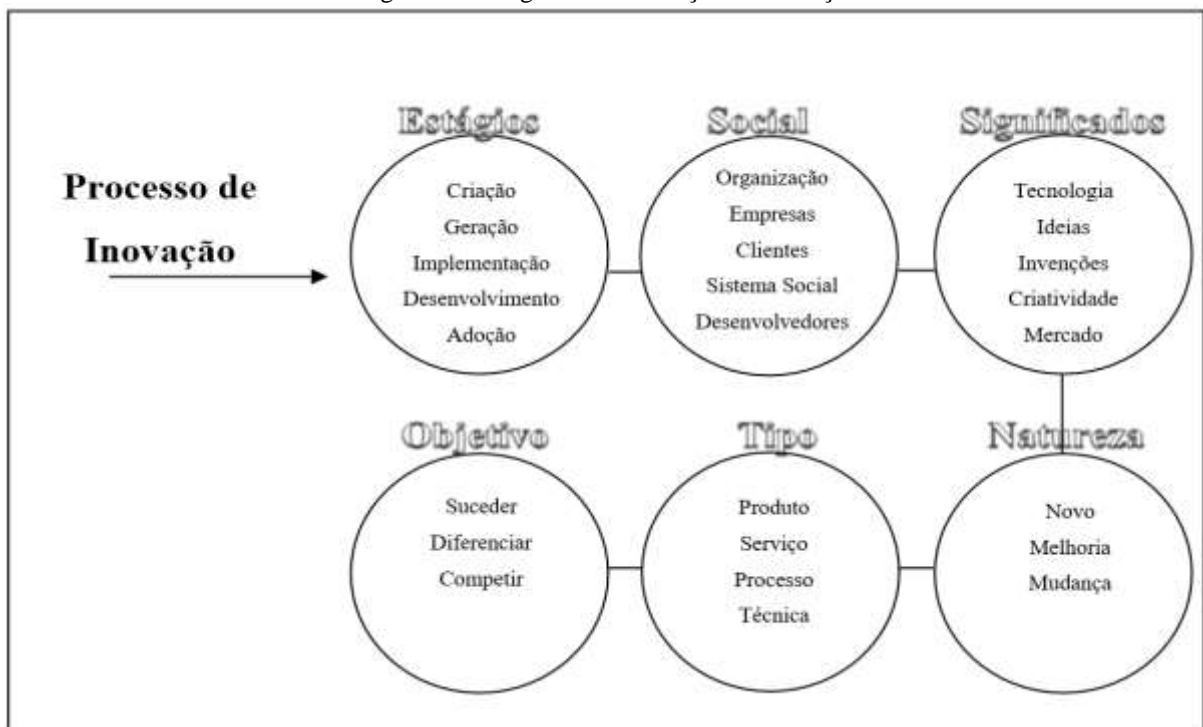 Processo de
Inovação
Estágios
Criação
Geração
Implementação
Desenvolvimento
Adoção
Social
Organização
Empresas
Clientes
Sistema Social
Desenvolvedores
Significados
Tecnologia
Ideias
Invenções
Criatividade
Mercado
Natureza
Novo
Melhoria
Mudança
Tipo
Produto
Serviço
Processo
Técnica
Objetivo
Suceder
Diferenciar
Competir